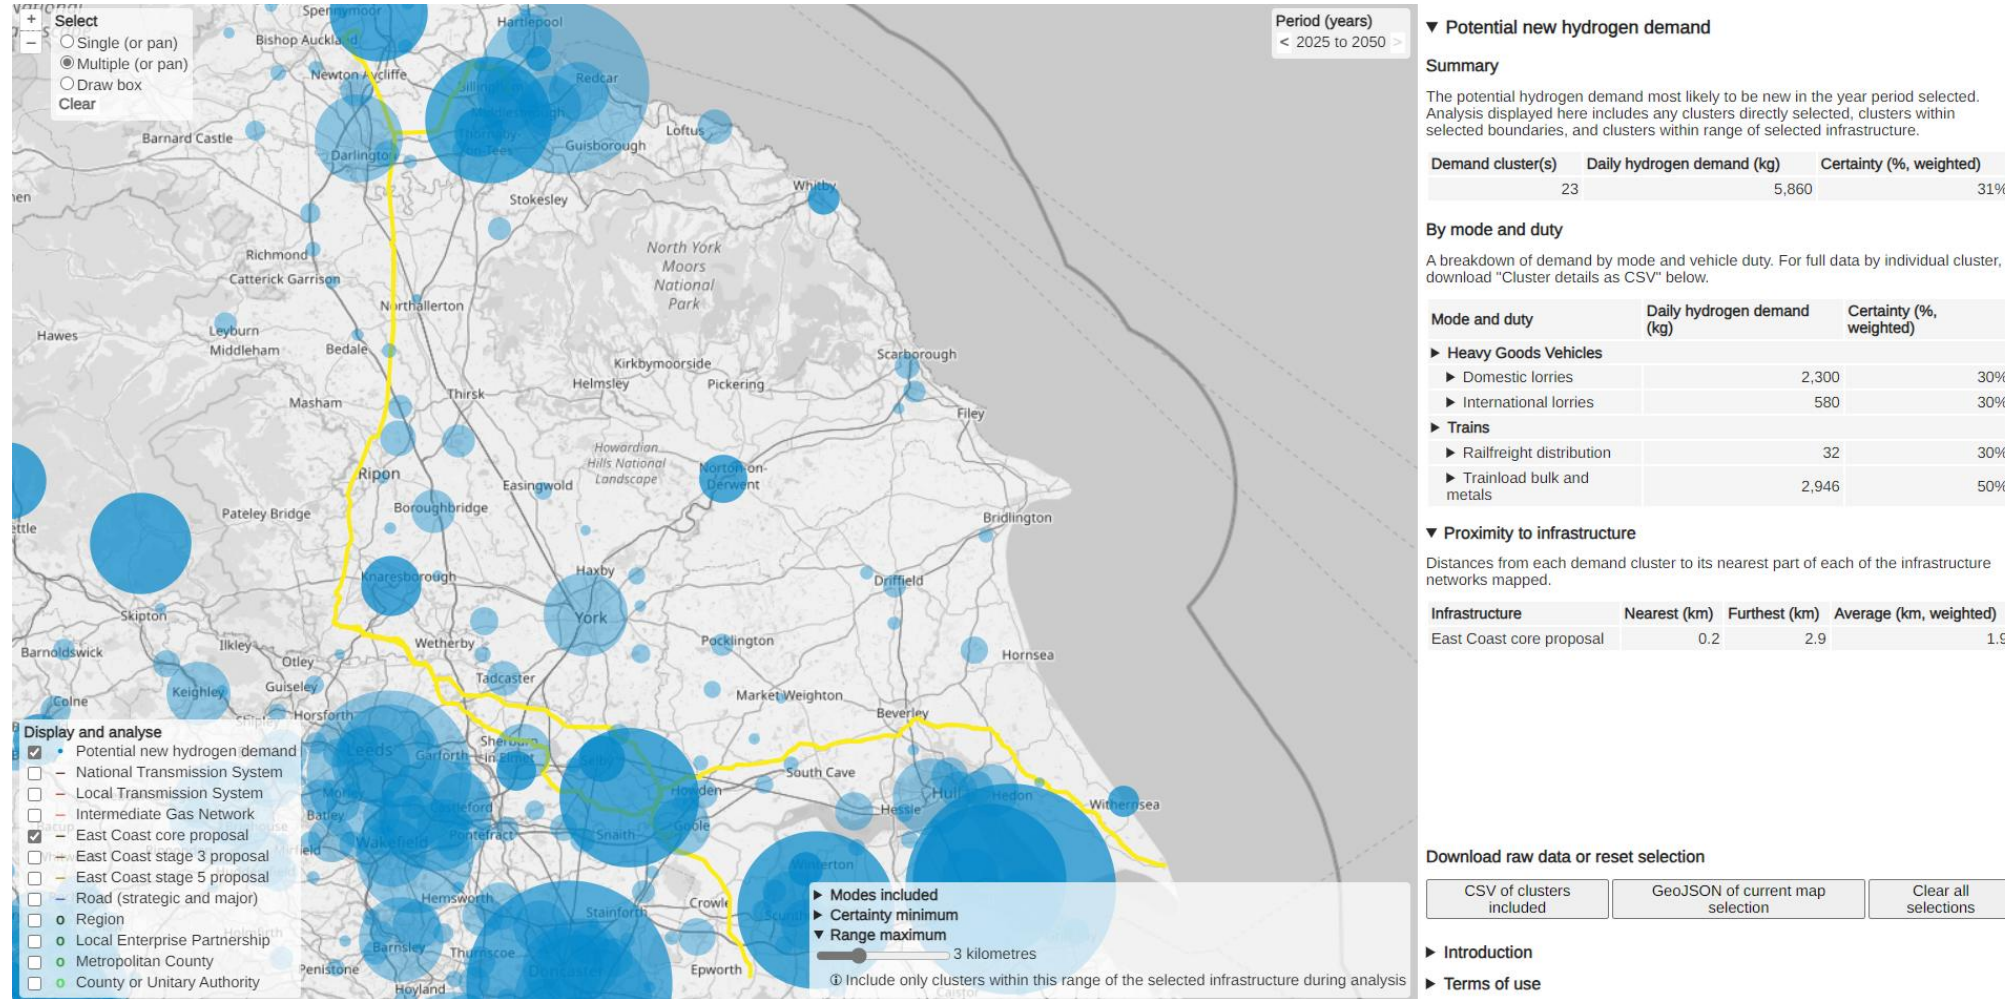 +
−
Select
Single (or pan)
Multiple (or pan)
Draw box
Clear
Period (years)
< 2025 to 2050 >
Spennymoor
Hartlepool
Bishop Auckland
Newton Aycliffe
Redcar
Billingham
Middlesbrough
Barnard Castle
Thornaby-on-Tees
Loftus
Darlington
Guisborough
Whitby
Stokesley
Richmond
North York
Moors
National
Park
Catterick Garrison
Northallerton
Hawes
Leyburn
Middleham
Bedale
Scarborough
Kirkbymoorside
Helmsley
Pickering
Masham
Thirsk
Filey
Howardian
Hills National
Landscape
Ripon
Norton-on-
Derwent
Easingwold
Pateley Bridge
Boroughbridge
Bridlington
Knaresborough
Haxby
Driffield
Skipton
York
Ilkley
Wetherby
Pocklington
Barnoldswick
Otley
Hornsea
Tadcaster
Keighley
Guiseley
Market Weighton
Colne
Horsforth
Shipley
Beverley
Leeds
Garforth
Sherburn
in Elmet
Selby
South Cave
Howden
Morley
Hull
Hedon
Withernsea
Batley
Castleford
Hessle
Wakefield
Pontefract
Snaith
Goole
Winterton
Hemsworth
Stainforth
Crowle
Barnsley
Thurnscoe
Doncaster
Epworth
Penistone
Hoyland
Caistor
Display and analyse
Potential new hydrogen demand
National Transmission System
Local Transmission System
Intermediate Gas Network
East Coast core proposal
East Coast stage 3 proposal
East Coast stage 5 proposal
Road (strategic and major)
Region
Local Enterprise Partnership
Metropolitan County
County or Unitary Authority
▶ Modes included
▶ Certainty minimum
▼ Range maximum
3 kilometres
ⓘ Include only clusters within this range of the selected infrastructure during analysis
▼ Potential new hydrogen demand
Summary
The potential hydrogen demand most likely to be new in the year period selected.
Analysis displayed here includes any clusters directly selected, clusters within
selected boundaries, and clusters within range of selected infrastructure.
Demand cluster(s) Daily hydrogen demand (kg) Certainty (%, weighted)
23 5,860 31%
By mode and duty
A breakdown of demand by mode and vehicle duty. For full data by individual cluster,
download "Cluster details as CSV" below.
Mode and duty Daily hydrogen demand (kg) Certainty (%, weighted)
▶ Heavy Goods Vehicles
▶ Domestic lorries 2,300 30%
▶ International lorries 580 30%
▶ Trains
▶ Railfreight distribution 32 30%
▶ Trainload bulk and metals 2,946 50%
▼ Proximity to infrastructure
Distances from each demand cluster to its nearest part of each of the infrastructure
networks mapped.
Infrastructure Nearest (km) Furthest (km) Average (km, weighted)
East Coast core proposal 0.2 2.9 1.9
Download raw data or reset selection
CSV of clusters included
GeoJSON of current map selection
Clear all selections
▶ Introduction
▶ Terms of use